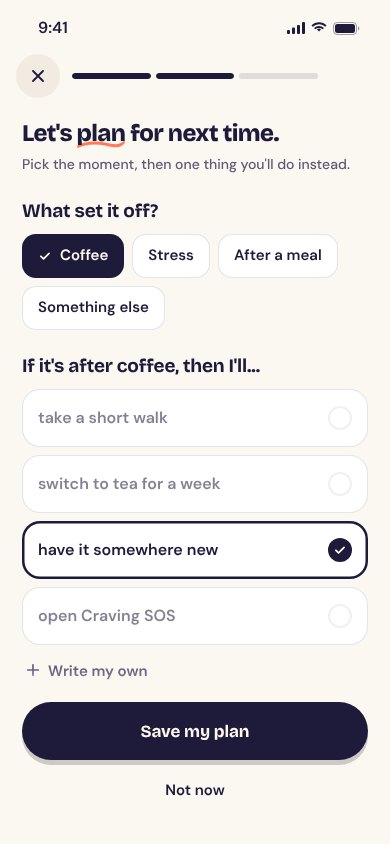 9:41
Let's plan for next time.
Pick the moment, then one thing you'll do instead.
What set it off?
Coffee
Stress
After a meal
Something else
If it's after coffee, then I'll...
take a short walk
switch to tea for a week
have it somewhere new
open Craving SOS
Write my own
Save my plan
Not now